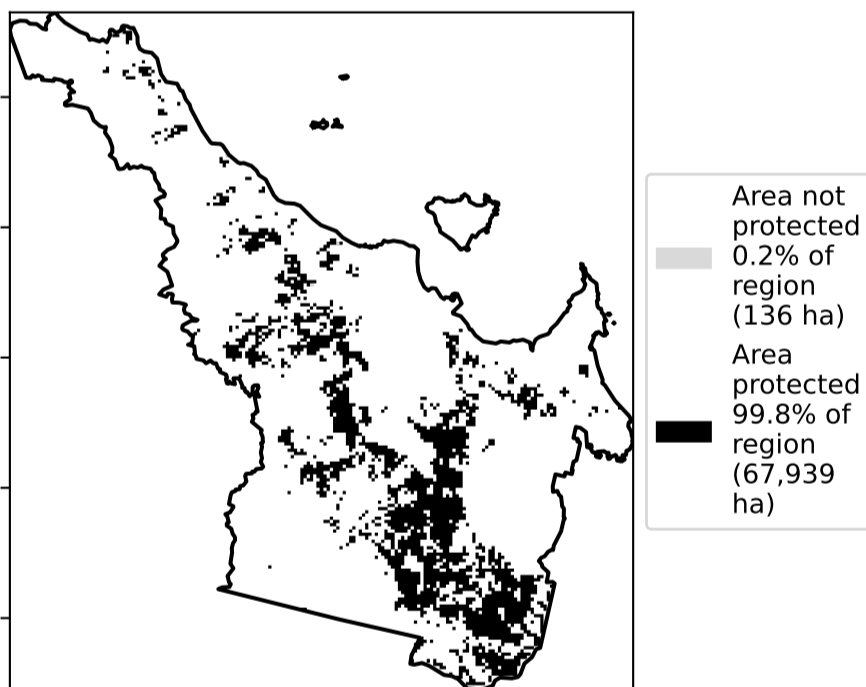 Area not
protected
0.2% of
region
(136 ha)
Area
protected
99.8% of
region
(67,939
ha)